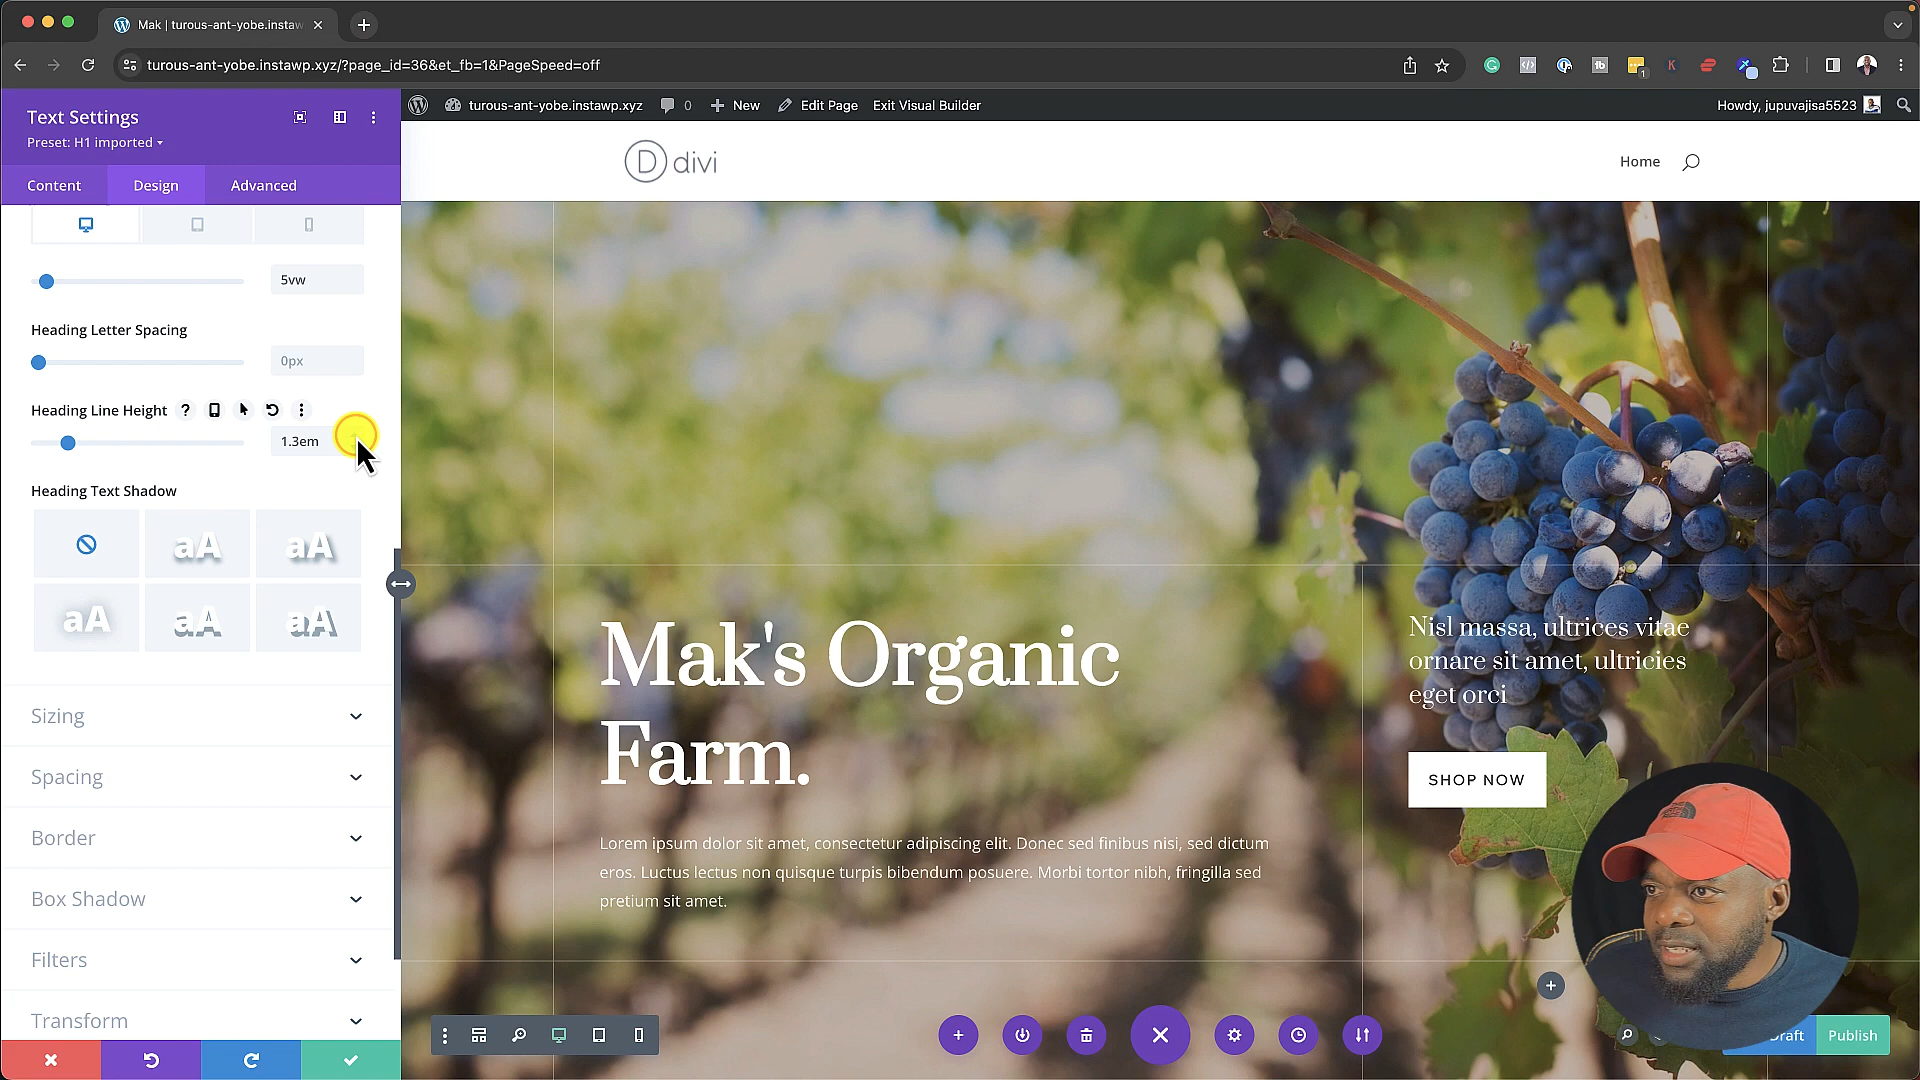 Mak | turous-ant-yobe.instaw
turous-ant-yobe.instawp.xyz/?page_id=36&et_fb=1&PageSpeed=off
1
K
Text Settings
Preset: H1 imported
Content
Design
Advanced
turous-ant-yobe.instawp.xyz
0
New
Edit Page
Exit Visual Builder
Howdy, jupuvajisa5523
D divi
Home
5vw
Heading Letter Spacing
0px
Heading Line Height
?
1.3em
Heading Text Shadow
aA
aA
aA
aA
aA
Sizing
Spacing
Border
Box Shadow
Filters
Transform
Mak's Organic
Farm.
Lorem ipsum dolor sit amet, consectetur adipiscing elit. Donec sed finibus nisi, sed dictum
eros. Luctus lectus non quisque turpis bibendum posuere. Morbi tortor nibh, fringilla sed
pretium sit amet.
Nisl massa, ultrices vitae
ornare sit amet, ultricies
eget orci
SHOP NOW
Publish